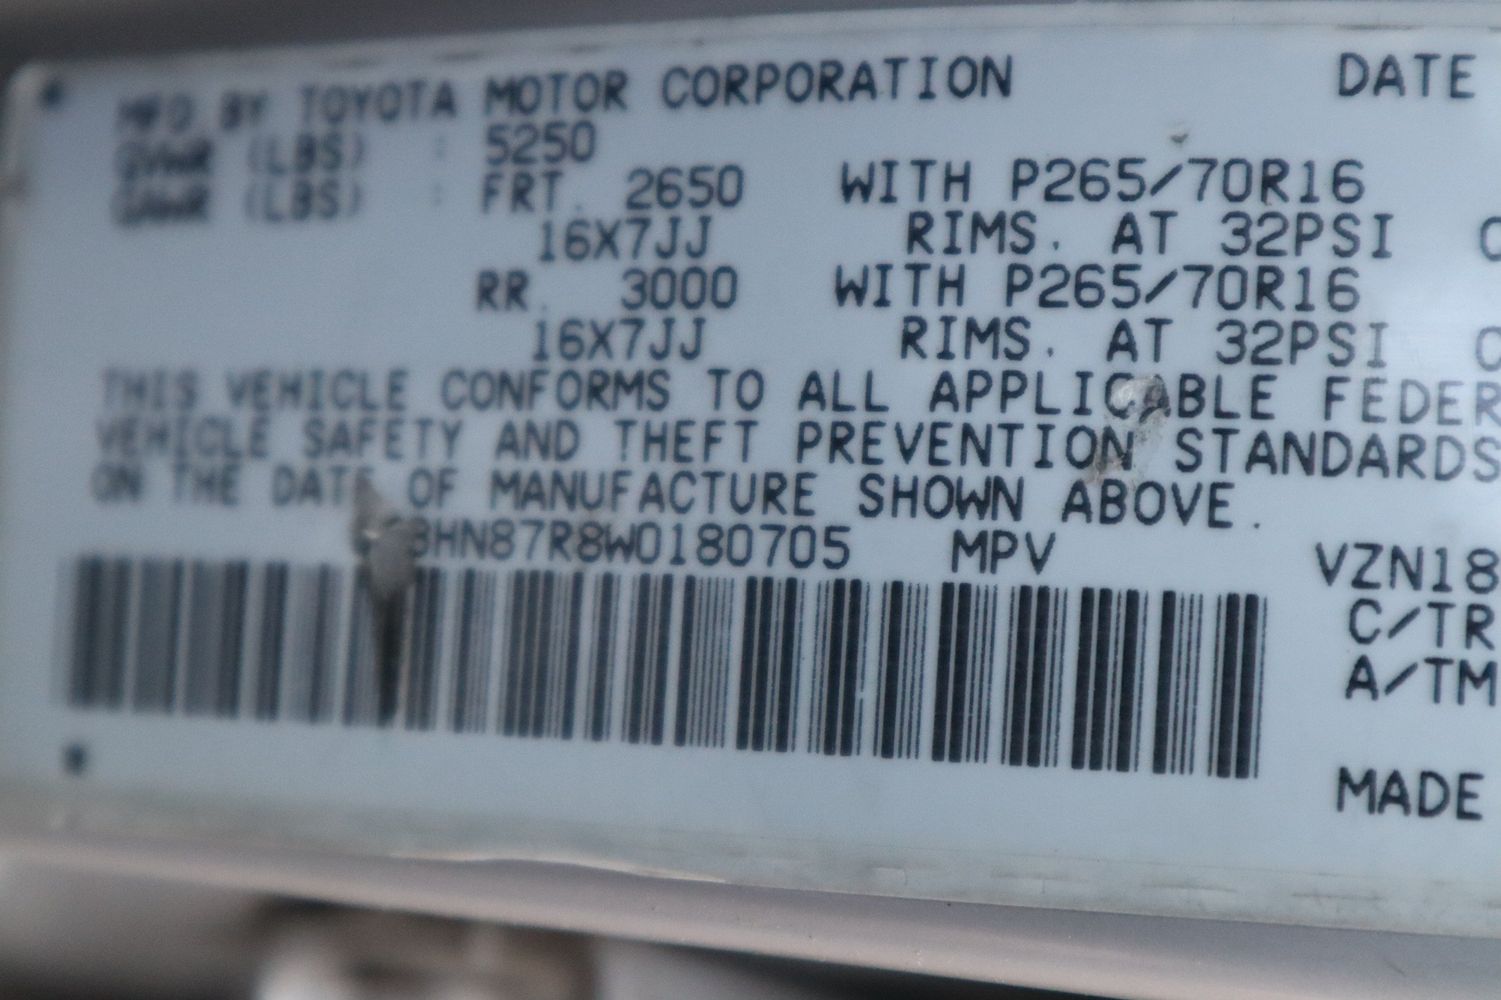 MFD BY TOYOTA MOTOR CORPORATION DATE
GVWR (LBS) : 5250
GAWR (LBS) : FRT. 2650 WITH P265/70R16
16X7JJ RIMS. AT 32PSI
RR. 3000 WITH P265/70R16
16X7JJ RIMS. AT 32PSI
THIS VEHICLE CONFORMS TO ALL APPLICABLE FEDER
VEHICLE SAFETY AND THEFT PREVENTION STANDARDS
ON THE DATE OF MANUFACTURE SHOWN ABOVE.
HN87R8W0180705 MPV VZN18
C/TR
A/TM
MADE